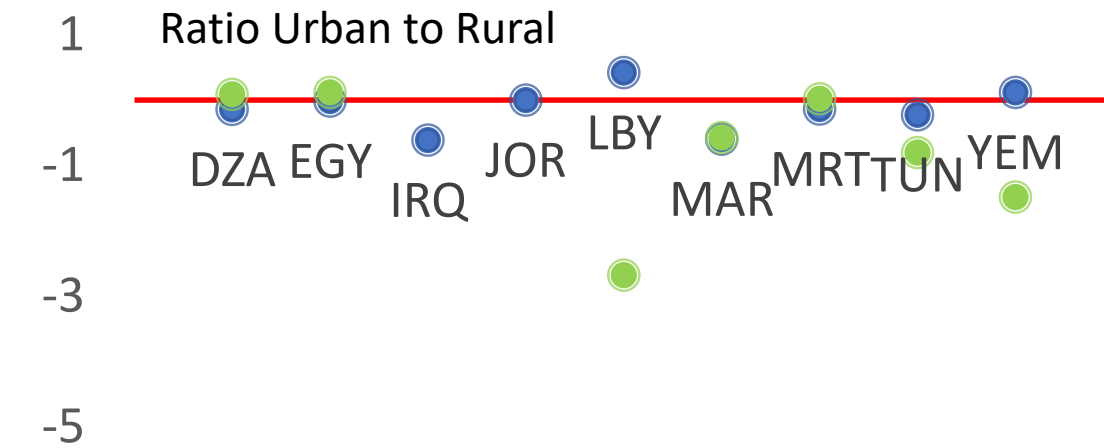 Ratio Urban to Rural
1
-1
-3
-5
DZA
EGY
IRQ
JOR
LBY
MAR
MRT
TUN
YEM